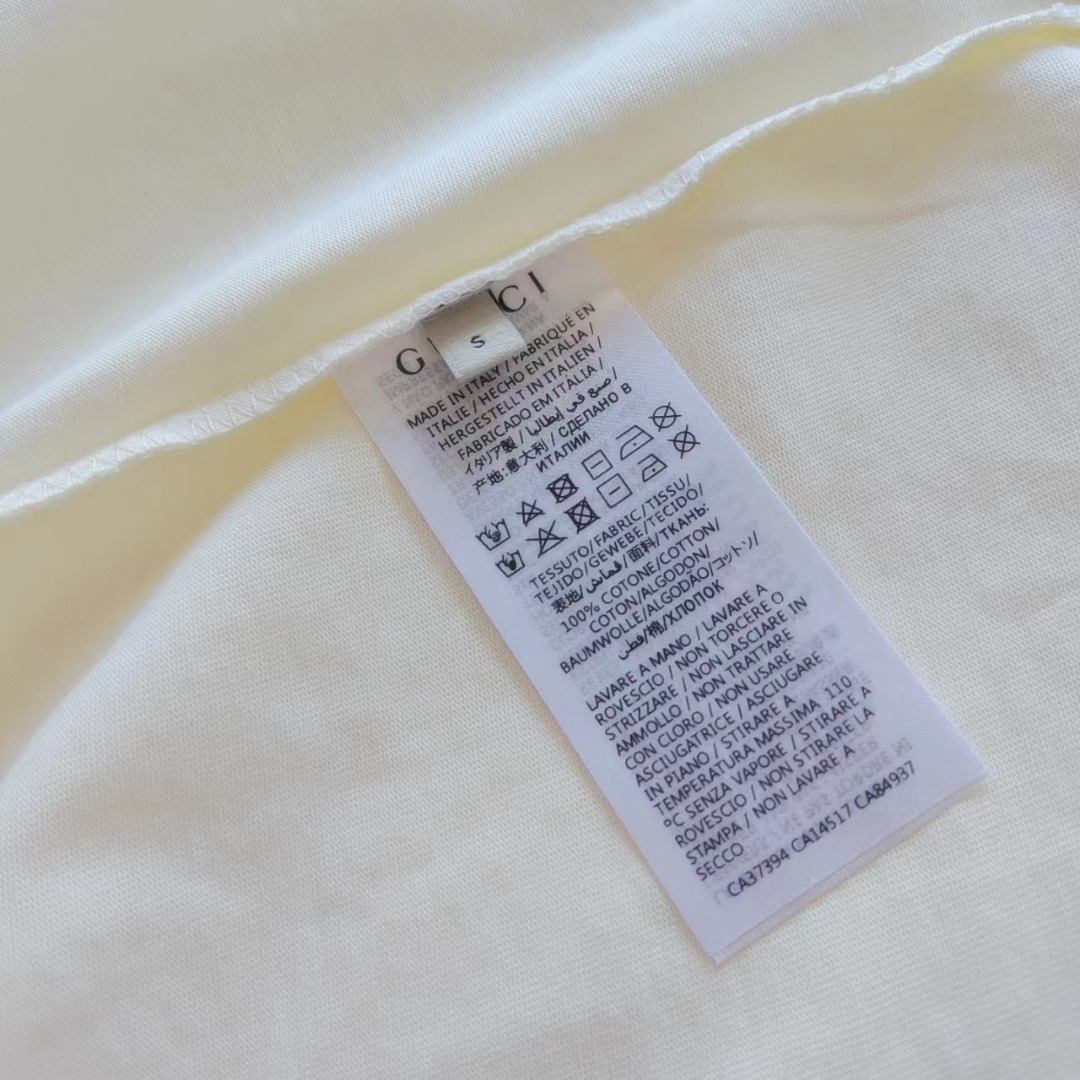 G CI
S
MADE IN ITALY / FABRIQUÉ EN
ITALIE / HECHO EN ITALIA /
HERGESTELLT IN ITALIEN /
FABRICADO EM ITALIA /
イタリア製 / صنع في إيطاليا /
产地:意大利 / СДЕЛАНО В
ИТАЛИИ
TESSUTO/FABRIC/TISSU/
TEJIDO/GEWEBE/TECIDO/
表地/قماش/面料/ТКАНЬ:
100% COTONE/COTTON/
COTON/ALGODON/
BAUMWOLLE/ALGODÃO/コットン/
قطن/棉/ХЛОПОК
LAVARE A MANO / LAVARE A
ROVESCIO / NON TORCERE O
STRIZZARE / NON LASCIARE IN
AMMOLLO / NON TRATTARE
CON CLORO / NON USARE
ASCIUGATRICE / ASCIUGARE
IN PIANO / STIRARE A
TEMPERATURA MASSIMA 110
°C SENZA VAPORE / STIRARE A
ROVESCIO / NON STIRARE LA
STAMPA / NON LAVARE A
SECCO
CA37394 CA14517 CA84937